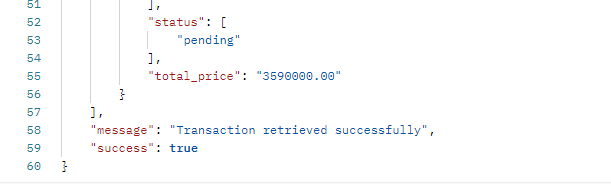 51 ],
52 "status": [
53 "pending"
54 ],
55 "total_price": "3590000.00"
56 }
57 ],
58 "message": "Transaction retrieved successfully",
59 "success": true
60 }